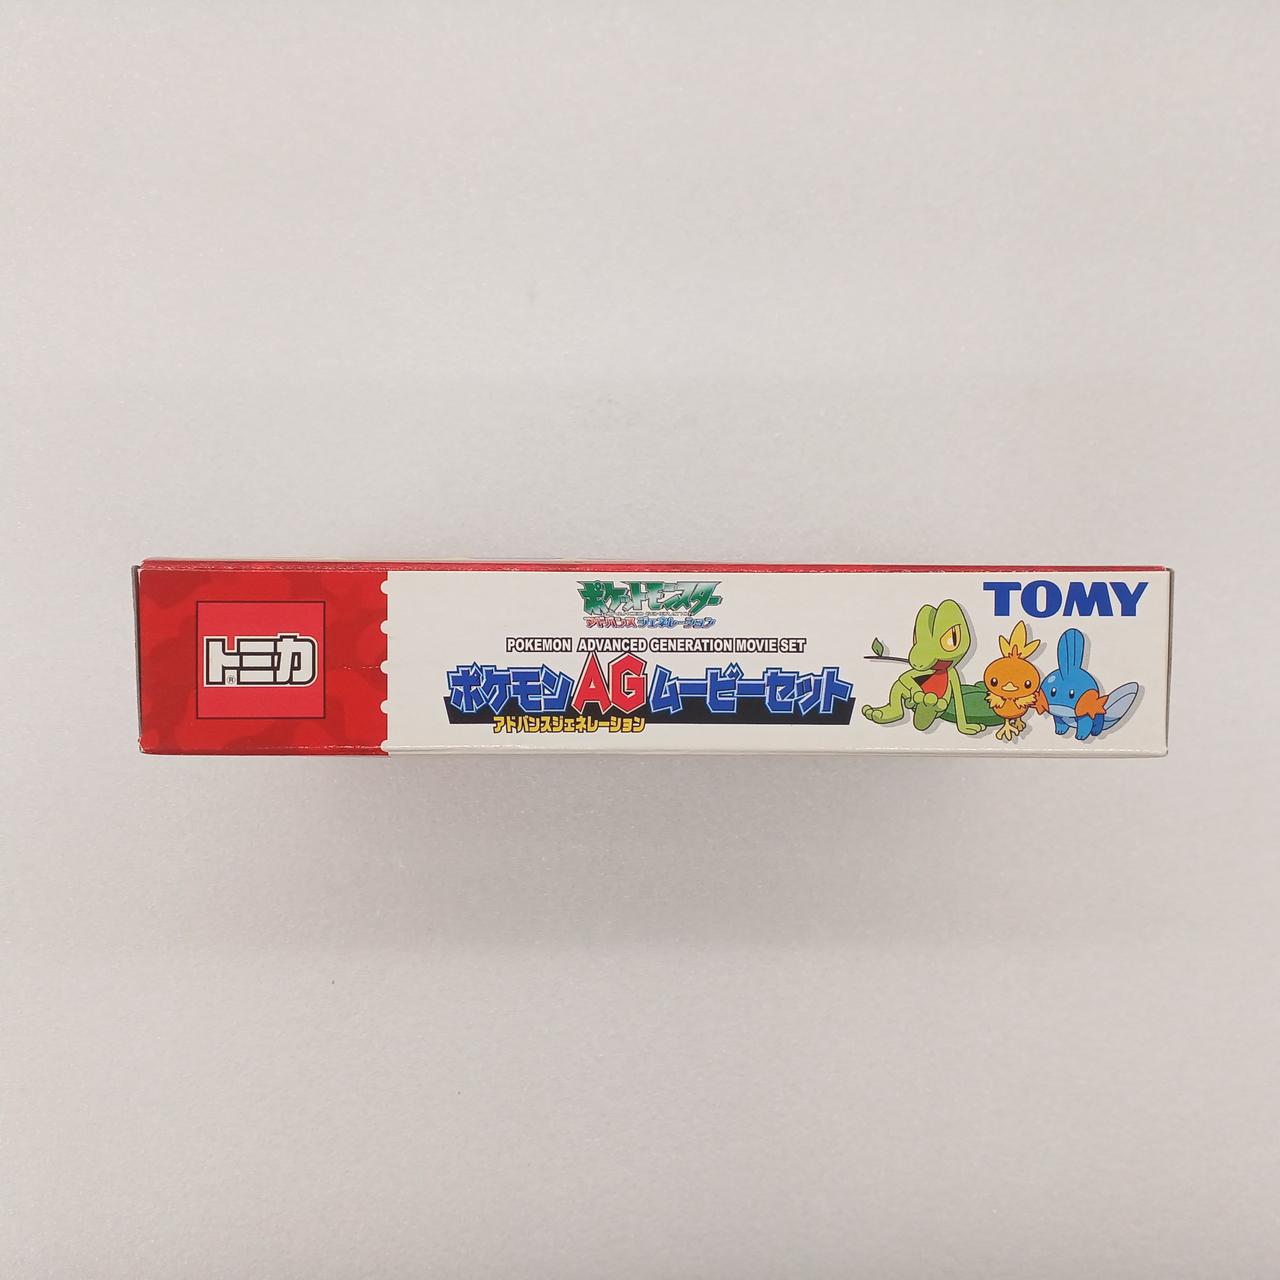 トミカ
®
ポケットモンスター
アドバンスジェネレーション
TOMY
POKEMON ADVANCED GENERATION MOVIE SET
ポケモンAGムービーセット
アドバンスジェネレーション